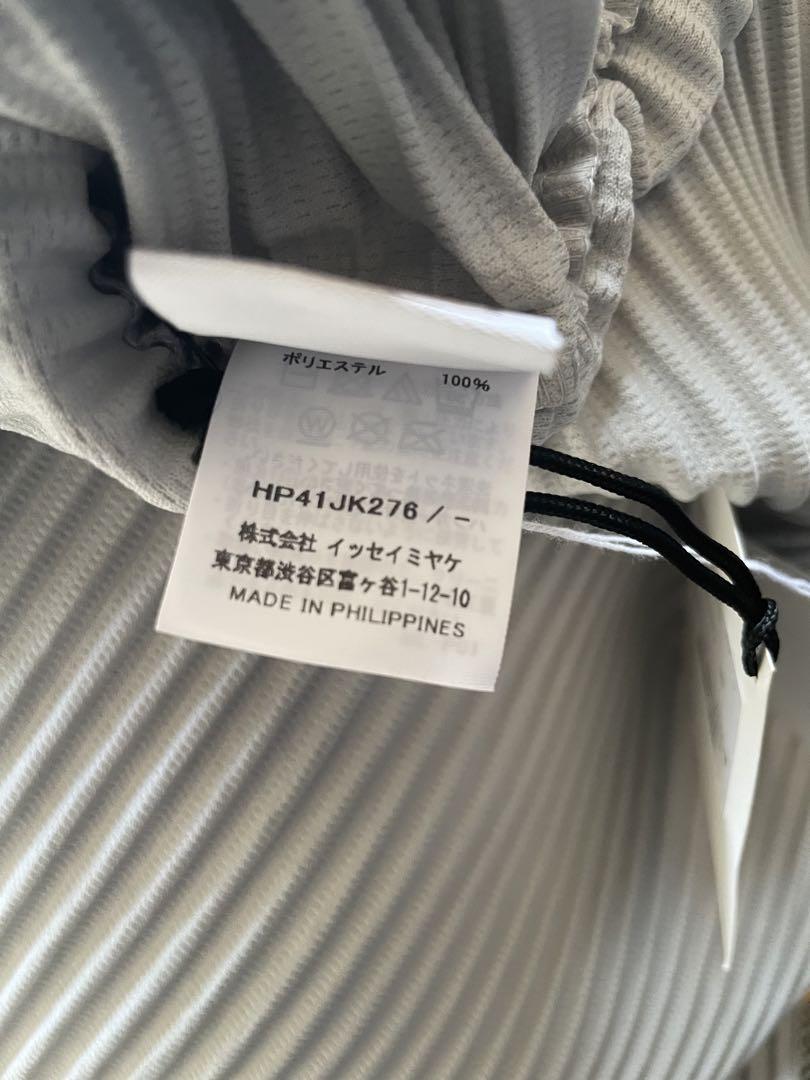 ポリエステル 100%
HP41JK276 / –
株式会社 イッセイミヤケ
東京都渋谷区富ヶ谷1-12-10
MADE IN PHILIPPINES